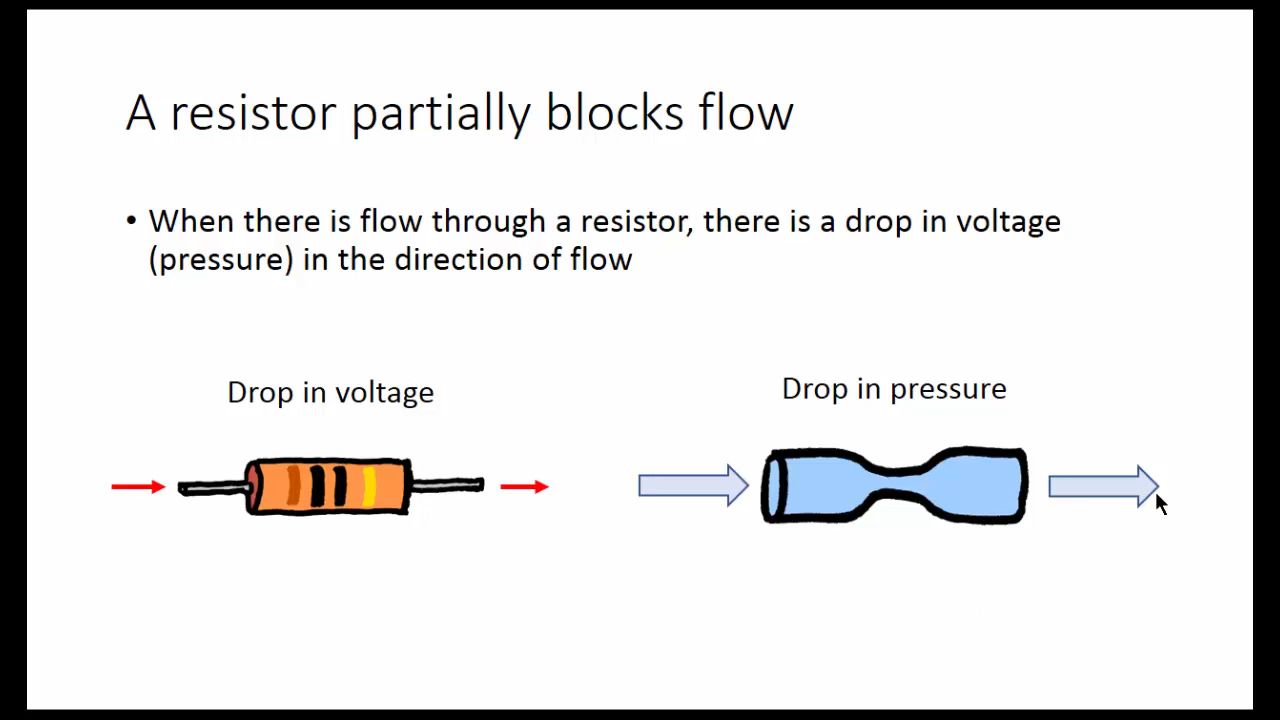 A resistor partially blocks flow
• When there is flow through a resistor, there is a drop in voltage
(pressure) in the direction of flow
Drop in voltage
Drop in pressure